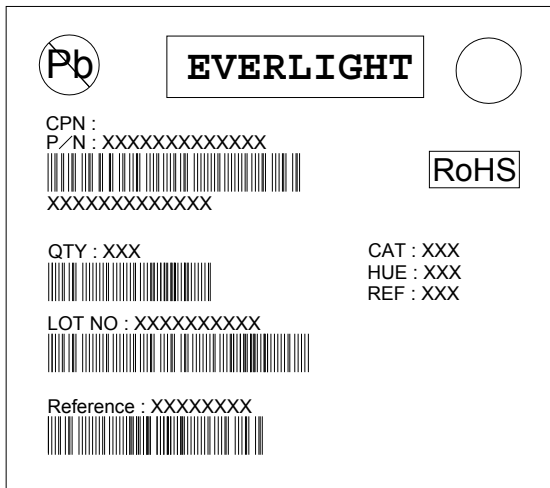 Pb
EVERLIGHT
CPN :
P/N : XXXXXXXXXXXXX
RoHS
XXXXXXXXXXXXX
QTY : XXX
CAT : XXX
HUE : XXX
REF : XXX
LOT NO : XXXXXXXXXX
Reference : XXXXXXXX